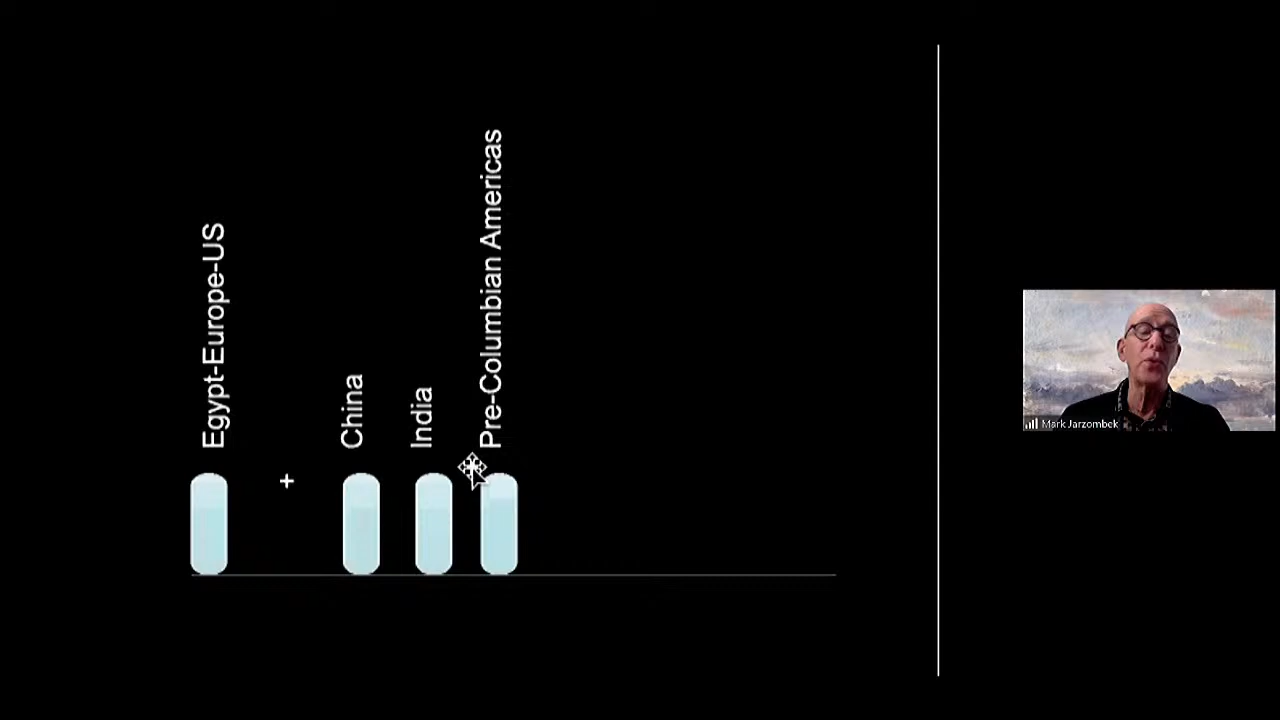 Egypt-Europe-US
+
China
India
Pre-Columbian Americas
Mark Jarzombek